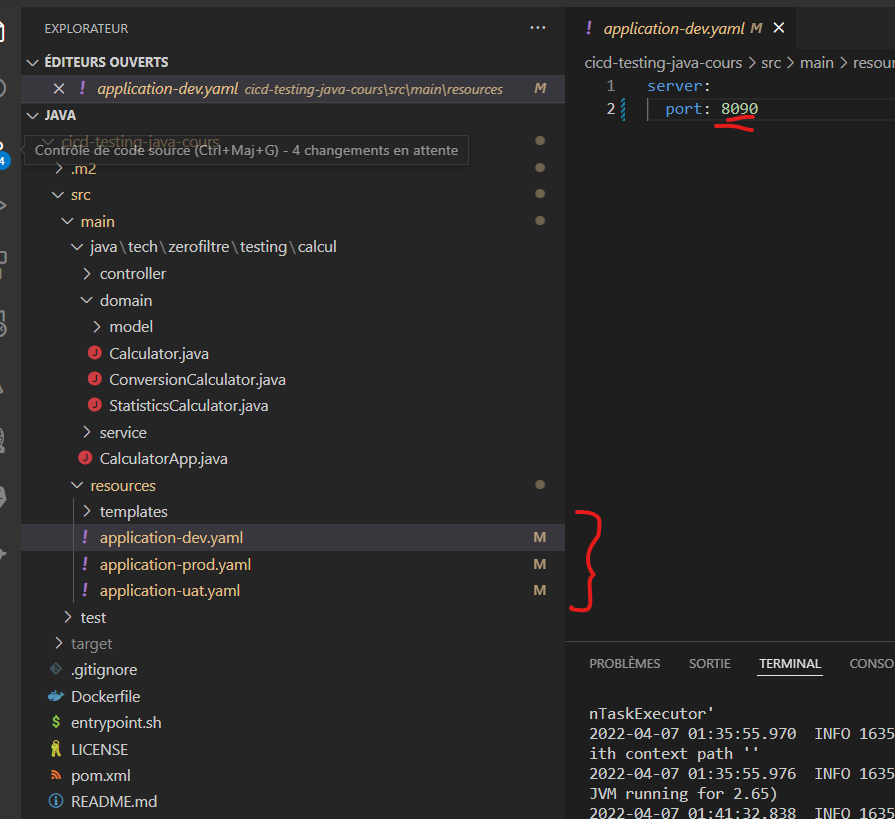 EXPLORATEUR
ÉDITEURS OUVERTS
application-dev.yaml cicd-testing-java-cours\src\main\resources M
JAVA
cicd-testing-java-cours
Contrôle de code source (Ctrl+Maj+G) - 4 changements en attente
4
.m2
src
main
java\tech\zerofiltre\testing\calcul
controller
domain
model
Calculator.java
ConversionCalculator.java
StatisticsCalculator.java
service
CalculatorApp.java
resources
templates
! application-dev.yaml M
! application-prod.yaml M
! application-uat.yaml M
test
target
.gitignore
Dockerfile
$ entrypoint.sh
LICENSE
pom.xml
README.md
! application-dev.yaml M
cicd-testing-java-cours > src > main > resour
1 server:
2 port: 8090
PROBLÈMES SORTIE TERMINAL CONSO
nTaskExecutor'
2022-04-07 01:35:55.970 INFO 1635
ith context path ''
2022-04-07 01:35:55.976 INFO 1635
JVM running for 2.65)
2022-04-07 01:41:32.838 INFO 1635